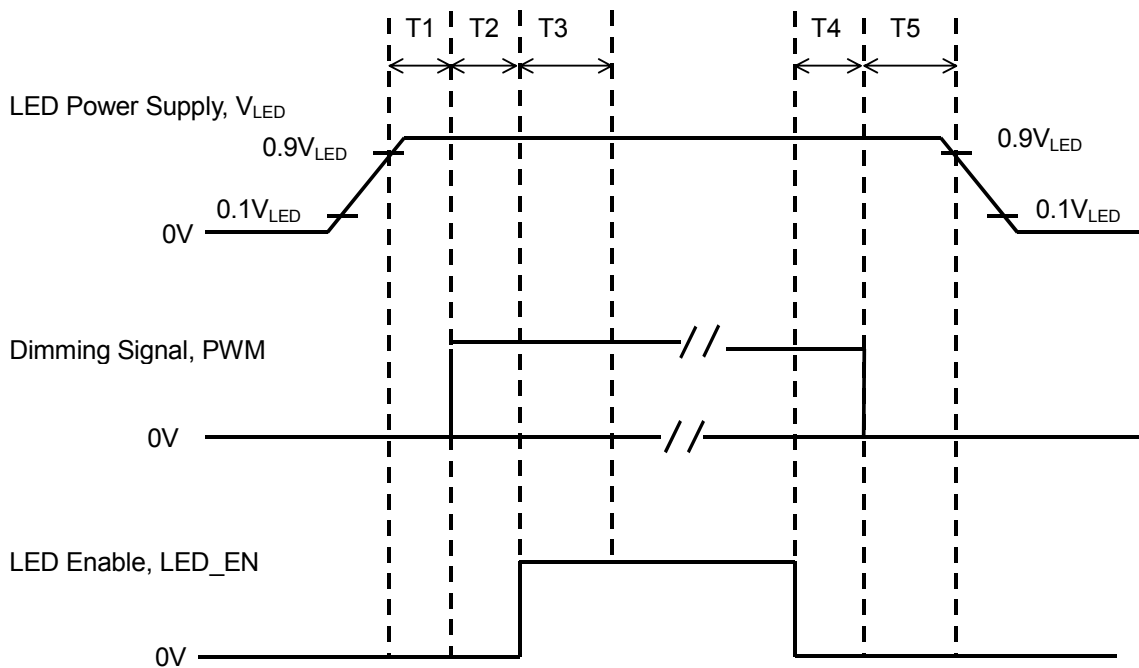 T1 T2 T3 T4 T5
LED Power Supply, VLED
0.9VLED 0.9VLED
0.1VLED 0.1VLED
0V
Dimming Signal, PWM
0V
LED Enable, LED_EN
0V